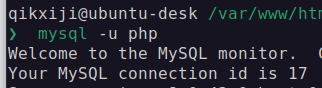 qikxiji@ubuntu-desk /var/www/htm
❯ mysql -u php
Welcome to the MySQL monitor.
Your MySQL connection id is 17